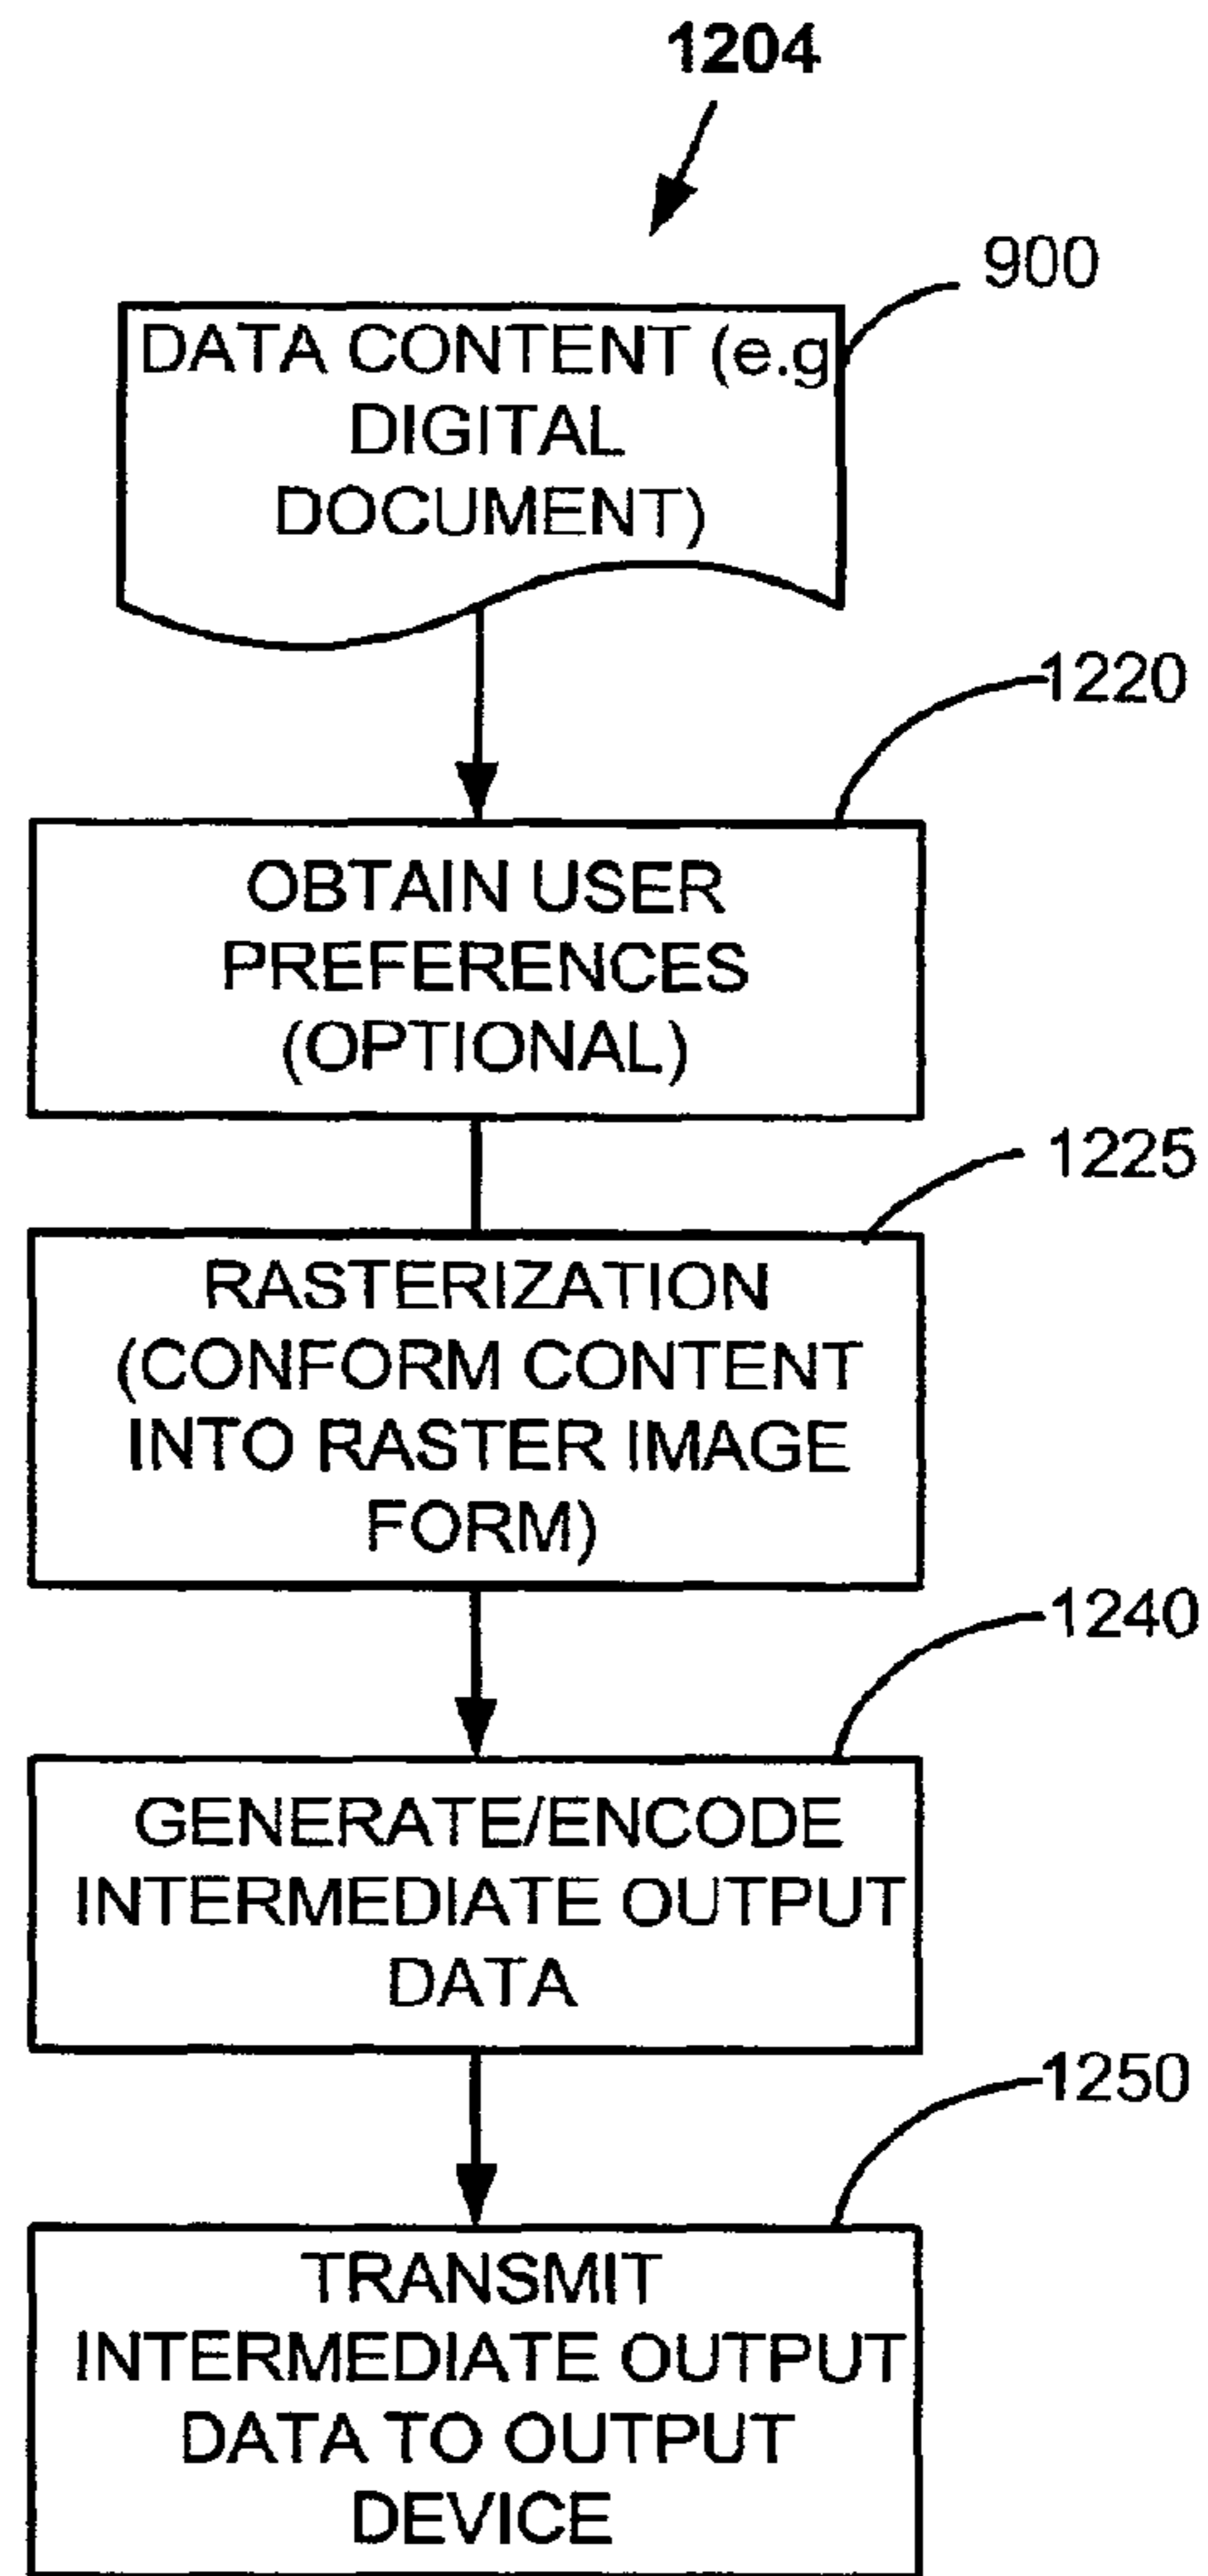 1204
900
DATA CONTENT (e.g
DIGITAL
DOCUMENT)
1220
OBTAIN USER
PREFERENCES
(OPTIONAL)
1225
RASTERIZATION
(CONFORM CONTENT
INTO RASTER IMAGE
FORM)
1240
GENERATE/ENCODE
INTERMEDIATE OUTPUT
DATA
1250
TRANSMIT
INTERMEDIATE OUTPUT
DATA TO OUTPUT
DEVICE